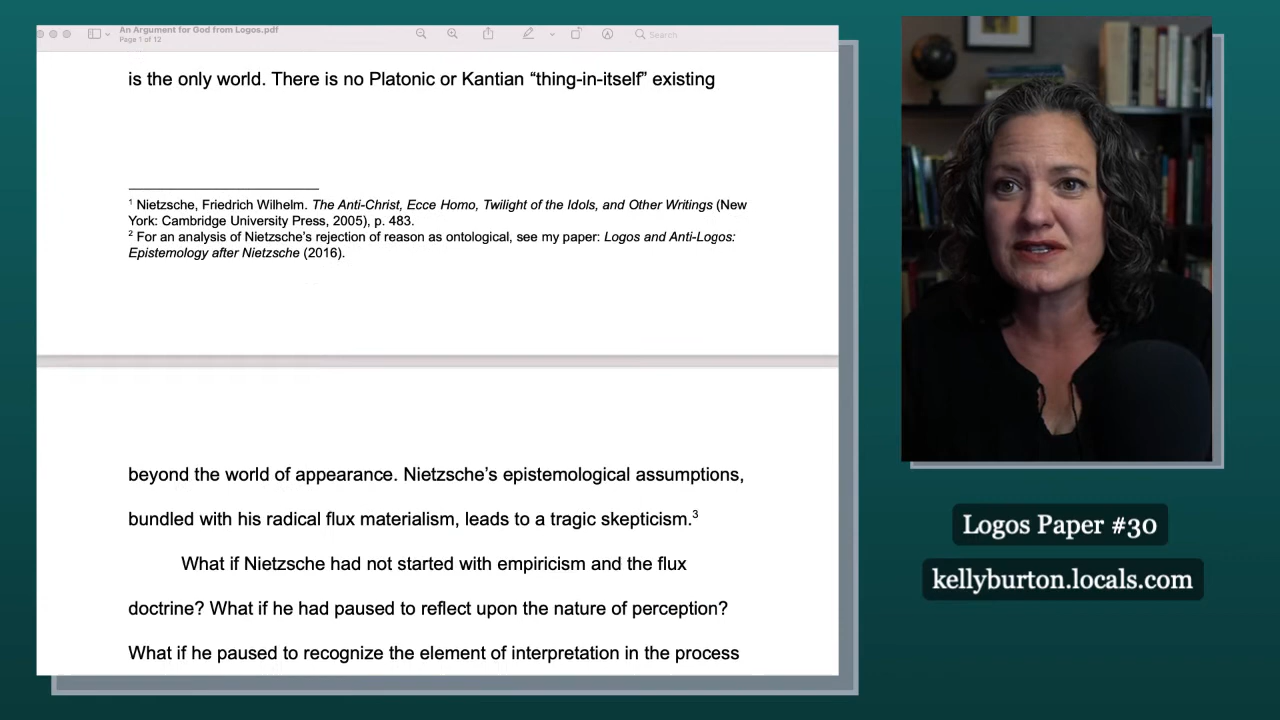 An Argument for God from Logos.pdf
Page 1 of 12
Search
is the only world. There is no Platonic or Kantian “thing-in-itself” existing
1 Nietzsche, Friedrich Wilhelm. The Anti-Christ, Ecce Homo, Twilight of the Idols, and Other Writings (New
York: Cambridge University Press, 2005), p. 483.
2 For an analysis of Nietzsche’s rejection of reason as ontological, see my paper: Logos and Anti-Logos:
Epistemology after Nietzsche (2016).
beyond the world of appearance. Nietzsche’s epistemological assumptions,
bundled with his radical flux materialism, leads to a tragic skepticism.3
What if Nietzsche had not started with empiricism and the flux
doctrine? What if he had paused to reflect upon the nature of perception?
What if he paused to recognize the element of interpretation in the process
Logos Paper #30
kellyburton.locals.com